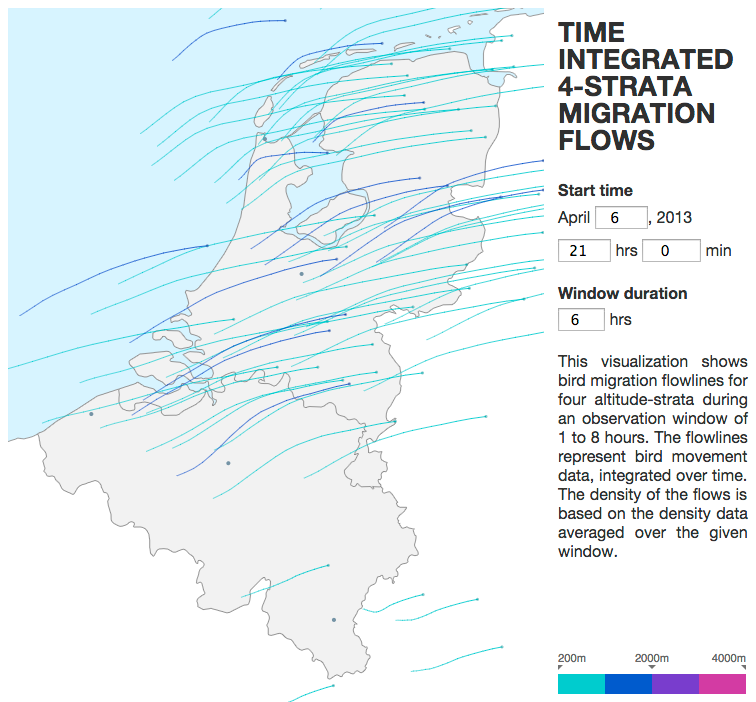 TIME
INTEGRATED
4-STRATA
MIGRATION
FLOWS
Start time
April 6 , 2013
21 hrs 0 min
Window duration
6 hrs
This visualization shows
bird migration flowlines for
four altitude-strata during
an observation window of
1 to 8 hours. The flowlines
represent bird movement
data, integrated over time.
The density of the flows is
based on the density data
averaged over the given
window.
200m 2000m 4000m